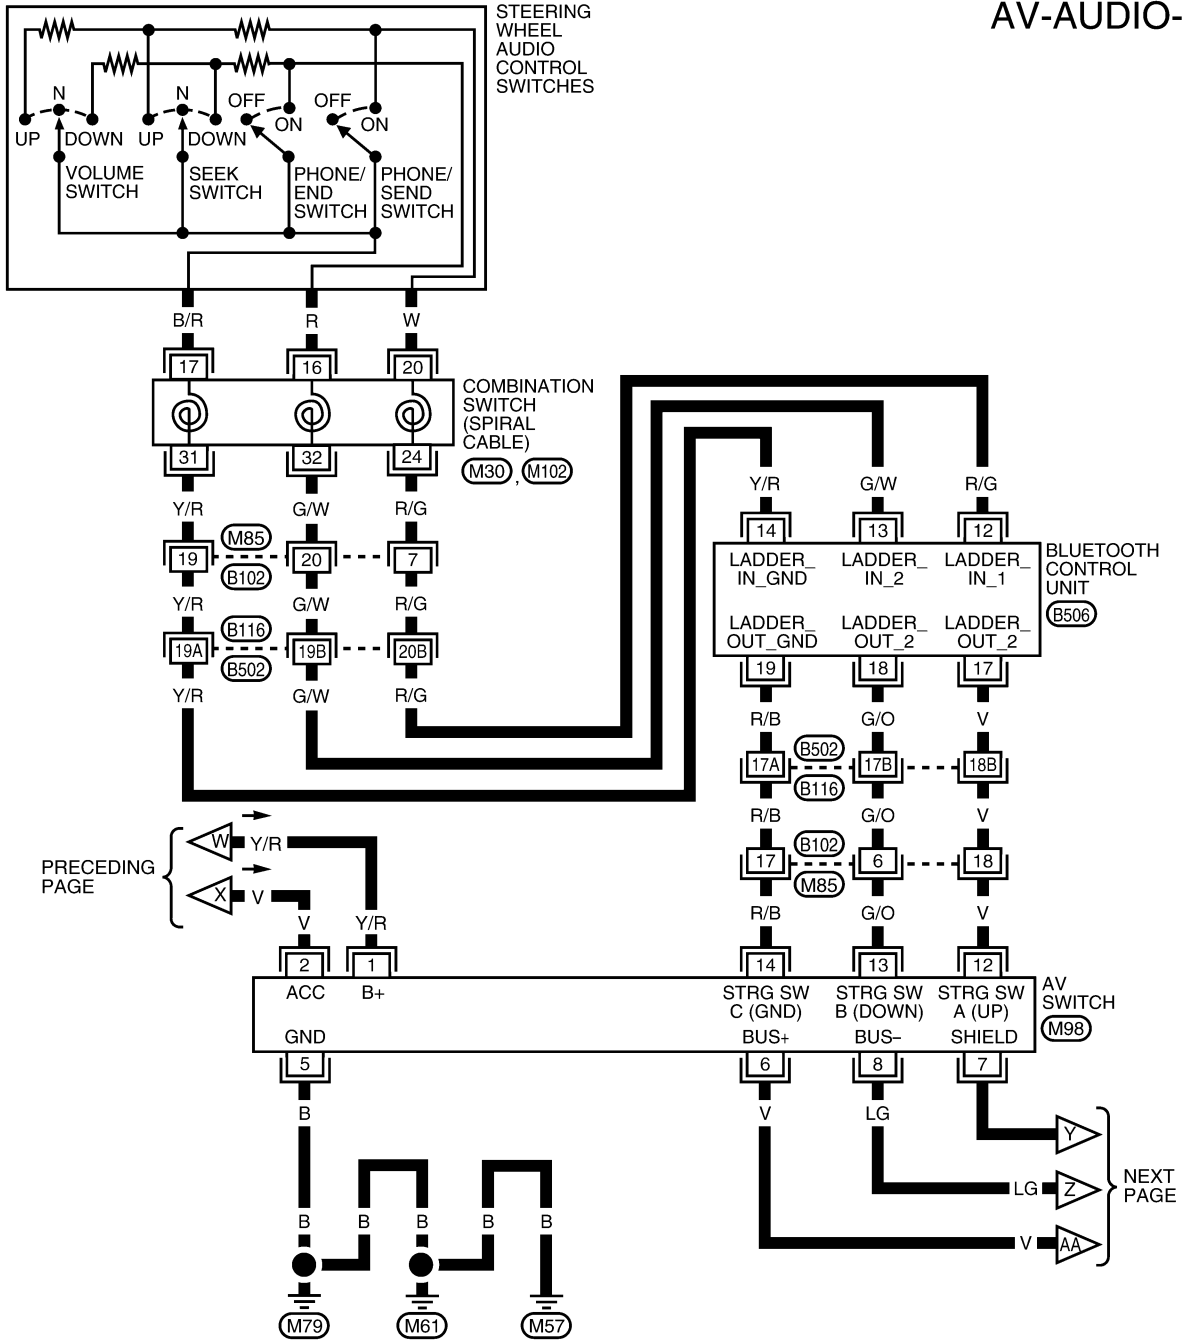 AV-AUDIO-
STEERING
WHEEL
AUDIO
CONTROL
SWITCHES
N N OFF OFF
UP DOWN UP DOWN ON ON
VOLUME
SWITCH
SEEK
SWITCH
PHONE/
END
SWITCH
PHONE/
SEND
SWITCH
B/R R W
17 16 20
COMBINATION
SWITCH
(SPIRAL
CABLE)
M30 , M102
31 32 24
Y/R G/W R/G
M85
19 20 7
B102
Y/R G/W R/G
B116
19A 19B 20B
B502
Y/R G/W R/G
Y/R G/W R/G
14 13 12
LADDER_
IN_GND
LADDER_
IN_2
LADDER_
IN_1
BLUETOOTH
CONTROL
UNIT
B506
LADDER_
OUT_GND
LADDER_
OUT_2
LADDER_
OUT_2
19 18 17
R/B G/O V
B502
17A 17B 18B
B116
R/B G/O V
B102
17 6 18
M85
R/B G/O V
PRECEDING
PAGE
W Y/R
X V
V Y/R
2 1 14 13 12
ACC B+
STRG SW
C (GND)
STRG SW
B (DOWN)
STRG SW
A (UP)
AV
SWITCH
M98
GND BUS+ BUS– SHIELD
5 6 8 7
B V LG
Y
LG Z
V AA
NEXT
PAGE
B B B B B
M79 M61 M57